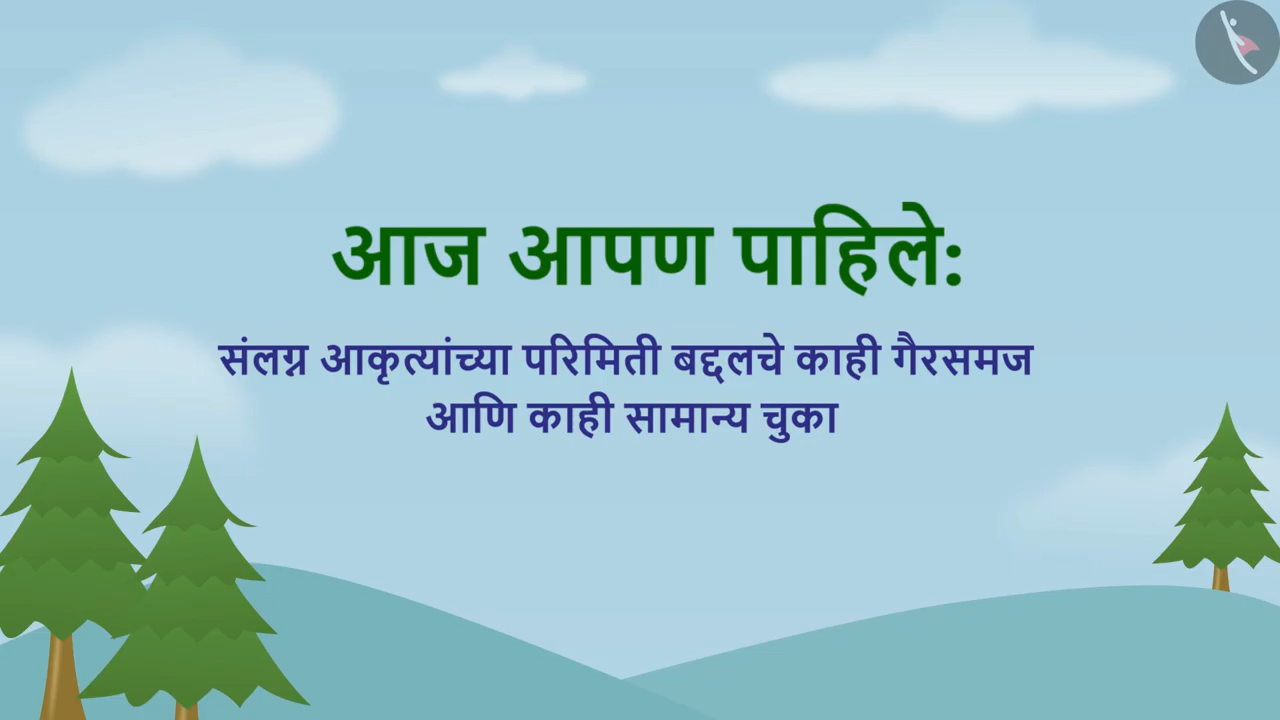 आज आपण पाहिले:
संलग्न आकृत्यांच्या परिमिती बद्दलचे काही गैरसमज
आणि काही सामान्य चुका